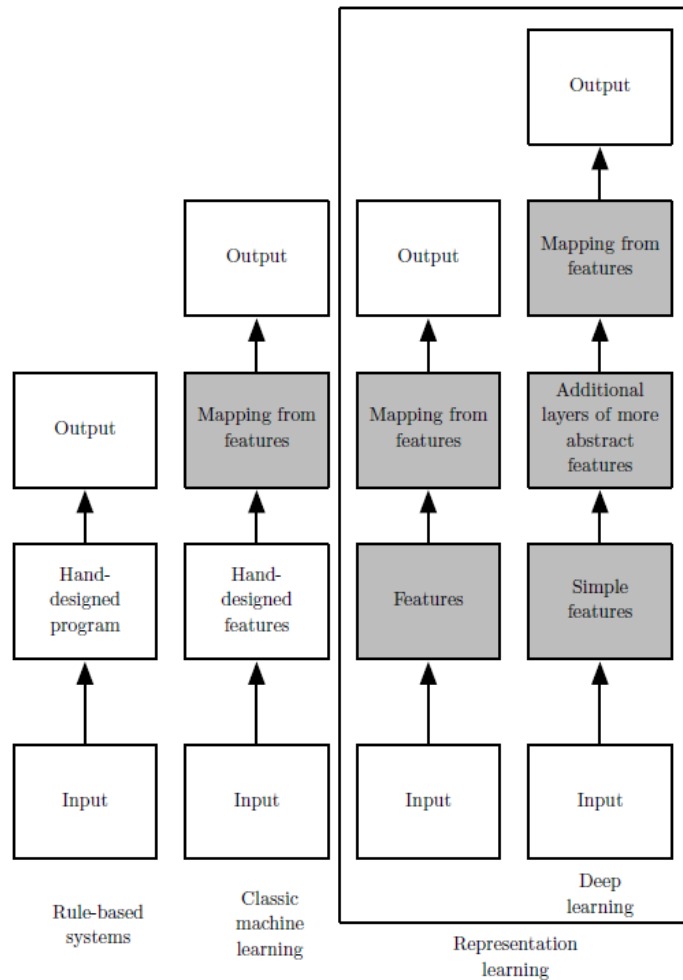 Output
Hand-
designed
program
Input
Rule-based
systems
Output
Mapping from
features
Hand-
designed
features
Input
Classic
machine
learning
Output
Mapping from
features
Features
Input
Output
Mapping from
features
Additional
layers of more
abstract
features
Simple
features
Input
Deep
learning
Representation
learning